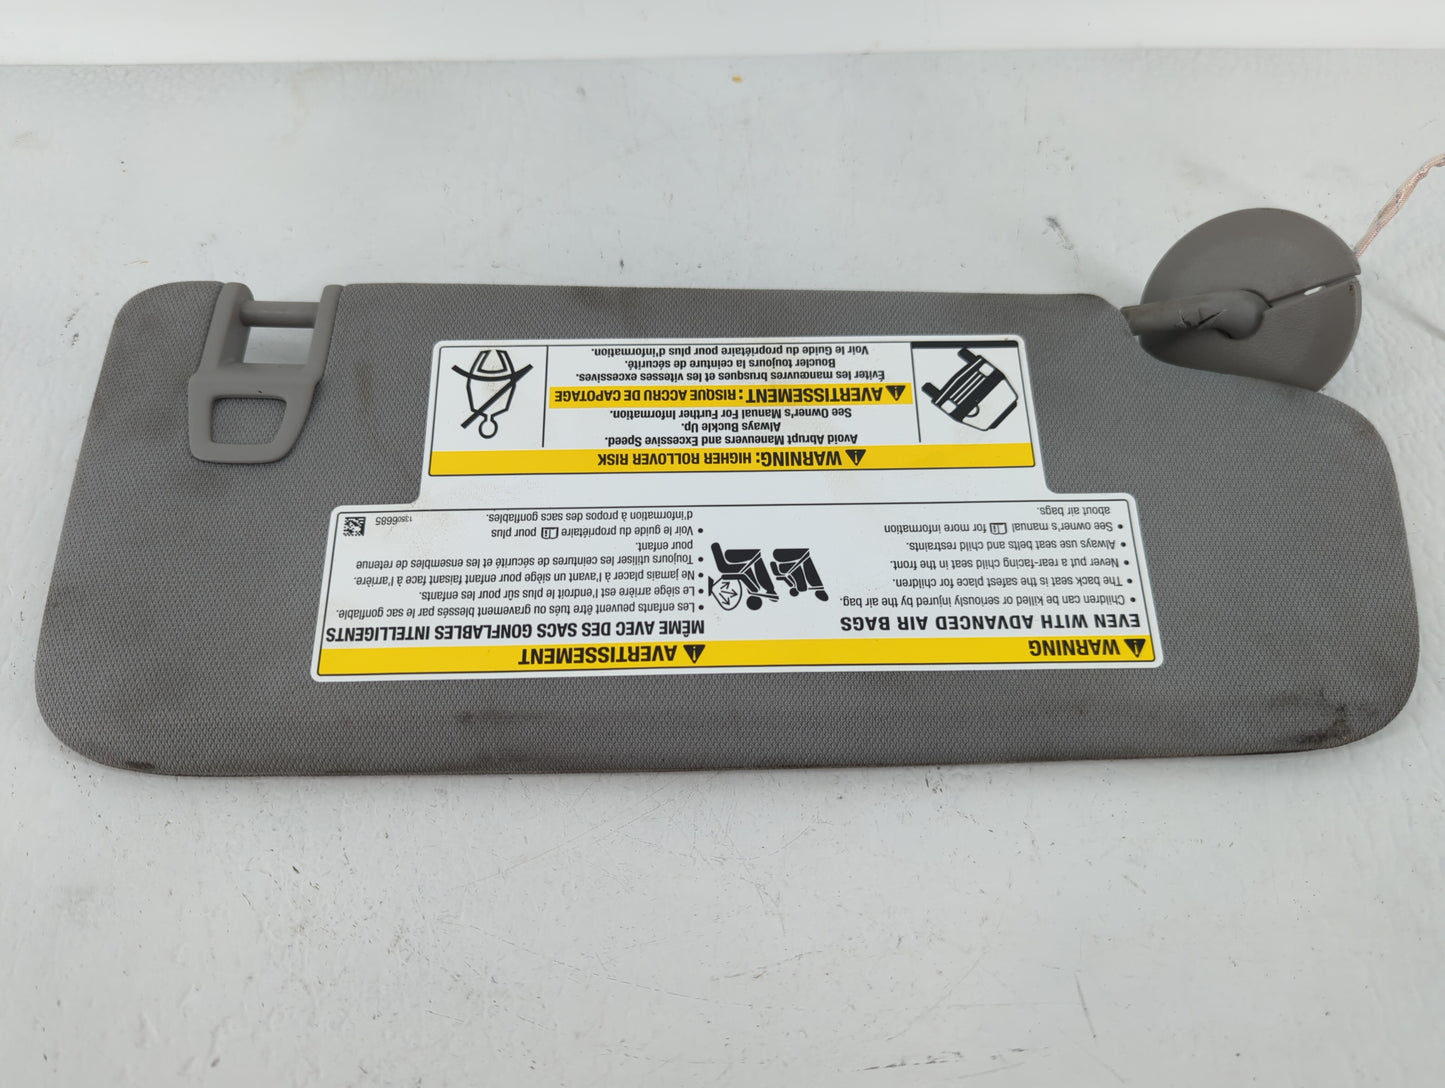 WARNING
EVEN WITH ADVANCED AIR BAGS
• Children can be killed or seriously injured by the air bag.
• The back seat is the safest place for children.
• Never put a rear-facing child seat in the front.
• Always use seat belts and child restraints.
• See owner's manual for more information
about air bags.
AVERTISSEMENT
MÊME AVEC DES SACS GONFLABLES INTELLIGENTS
• Les enfants peuvent être tués ou gravement blessés par le sac gonflable.
• Le siège arrière est l'endroit le plus sûr pour les enfants.
• Ne jamais placer à l'avant un siège pour enfant faisant face à l'arrière.
• Toujours utiliser les ceintures de sécurité et les ensembles de retenue
pour enfant.
• Voir le guide du propriétaire pour plus
d'information à propos des sacs gonflables.
13506685
WARNING: HIGHER ROLLOVER RISK
Avoid Abrupt Maneuvers and Excessive Speed.
Always Buckle Up.
See Owner's Manual For Further Information.
AVERTISSEMENT: RISQUE ACCRU DE CAPOTAGE
Éviter les manœuvres brusques et les vitesses excessives.
Boucler toujours la ceinture de sécurité.
Voir le Guide du propriétaire pour plus d'information.